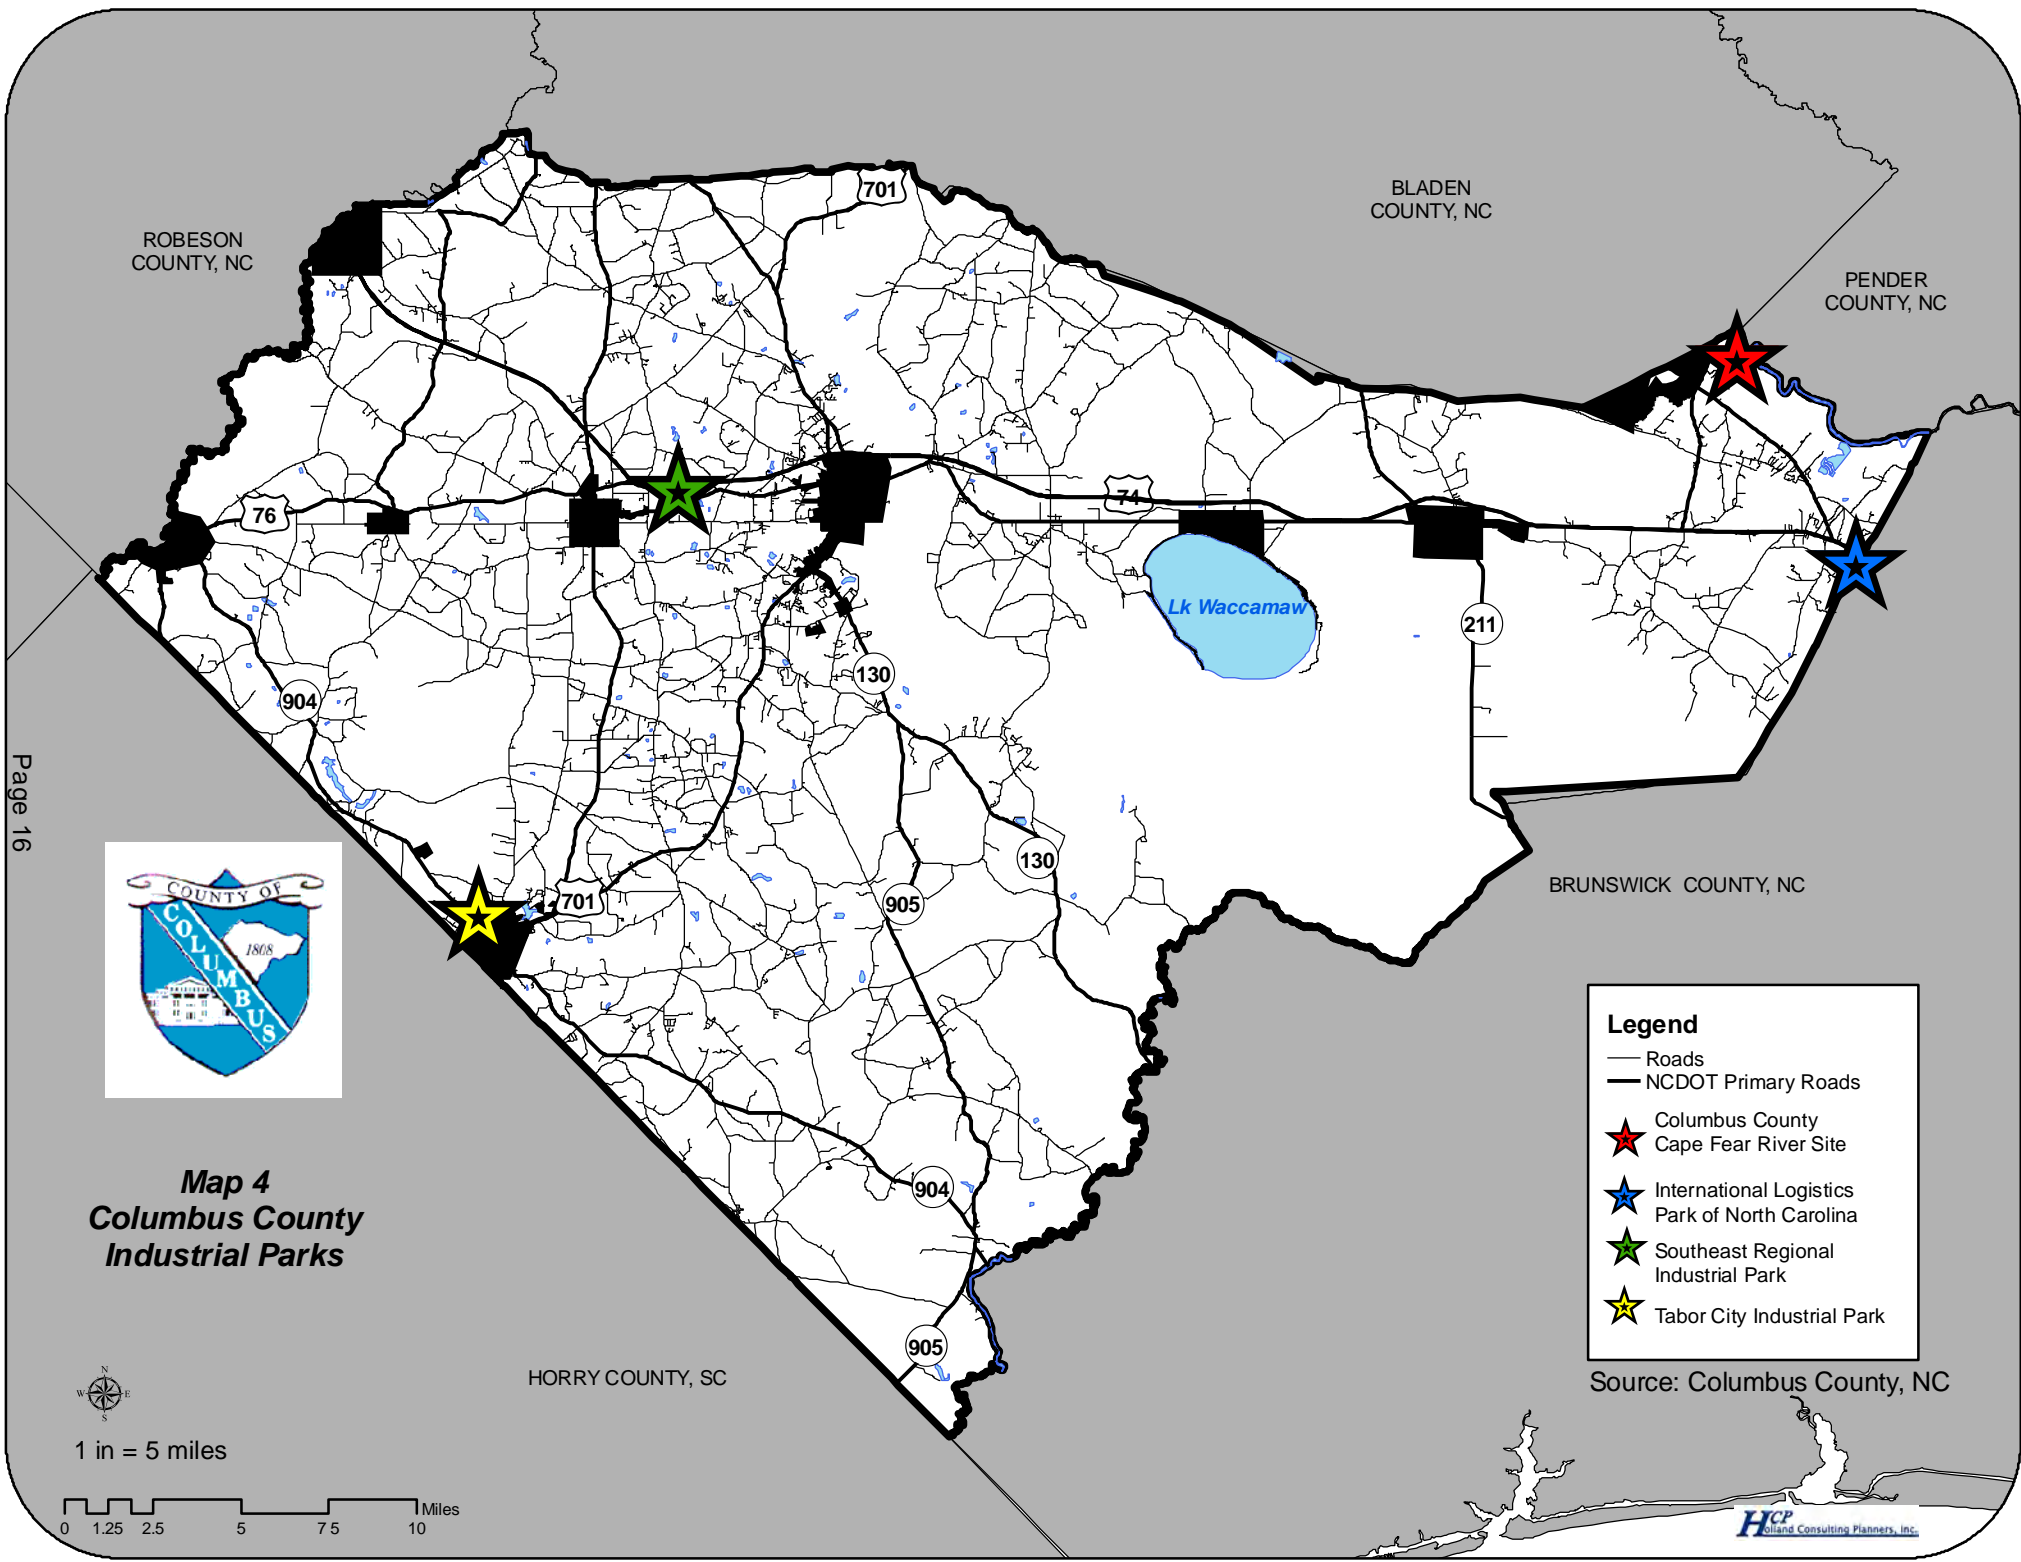 701
BLADEN
COUNTY, NC
ROBESON
COUNTY, NC
PENDER
COUNTY, NC
76
74
Lk Waccamaw
211
130
904
Page 16
COUNTY OF
COLUMBUS
1808
701
130
905
BRUNSWICK COUNTY, NC
Map 4
Columbus County
Industrial Parks
904
905
HORRY COUNTY, SC
Legend
Roads
NCDOT Primary Roads
Columbus County
Cape Fear River Site
International Logistics
Park of North Carolina
Southeast Regional
Industrial Park
Tabor City Industrial Park
Source: Columbus County, NC
N
W E
S
1 in = 5 miles
0 1.25 2.5 5 7 5 10 Miles
HCP
Holland Consulting Planners, Inc.